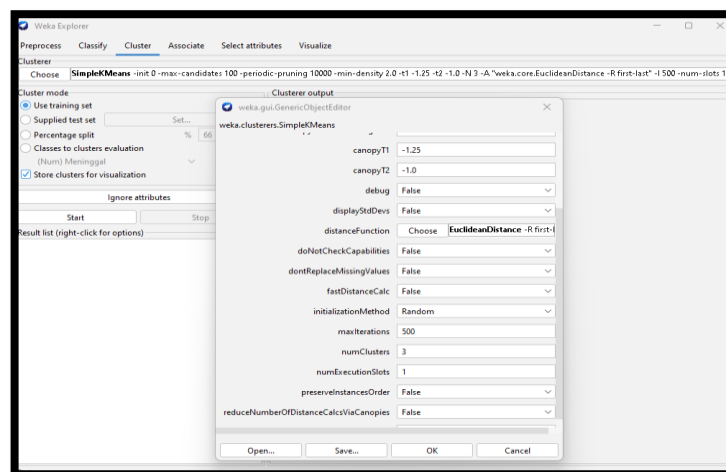 Weka Explorer
Preprocess Classify Cluster Associate Select attributes Visualize
Clusterer
Choose SimpleKMeans -init 0 -max-candidates 100 -periodic-pruning 10000 -min-density 2.0 -t1 -1.25 -t2 -1.0 -N 3 -A "weka.core.EuclideanDistance -R first-last" -I 500 -num-slots 1
Cluster mode
Clusterer output
Use training set
Supplied test set Set...
Percentage split % 66
Classes to clusters evaluation
(Num) Meninggal
Store clusters for visualization
Ignore attributes
Start Stop
Result list (right-click for options)
weka.gui.GenericObjectEditor
weka.clusterers.SimpleKMeans
canopyT1 -1.25
canopyT2 -1.0
debug False
displayStdDevs False
distanceFunction Choose EuclideanDistance -R first-l
doNotCheckCapabilities False
dontReplaceMissingValues False
fastDistanceCalc False
initializationMethod Random
maxIterations 500
numClusters 3
numExecutionSlots 1
preserveInstancesOrder False
reduceNumberOfDistanceCalcsViaCanopies False
Open... Save... OK Cancel